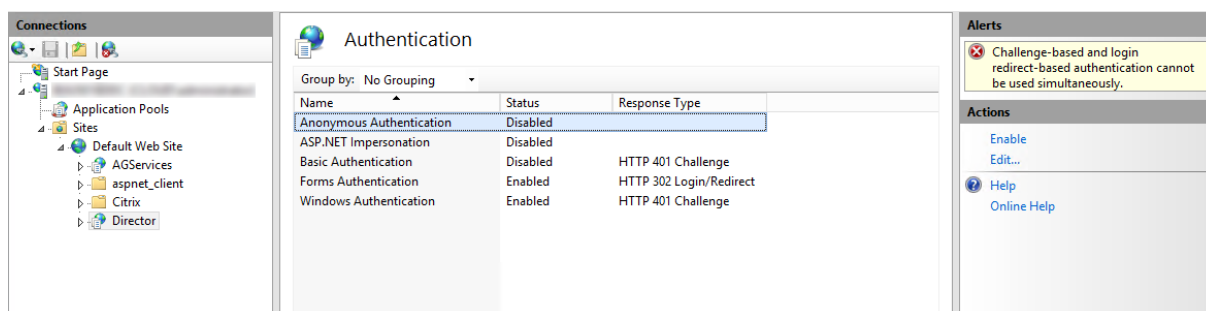 Connections
Start Page
Application Pools
Sites
Default Web Site
AGServices
aspnet_client
Citrix
Director
Authentication
Group by: No Grouping
Name Status Response Type
Anonymous Authentication Disabled
ASP.NET Impersonation Disabled
Basic Authentication Disabled HTTP 401 Challenge
Forms Authentication Enabled HTTP 302 Login/Redirect
Windows Authentication Enabled HTTP 401 Challenge
Alerts
Challenge-based and login
redirect-based authentication cannot
be used simultaneously.
Actions
Enable
Edit...
Help
Online Help